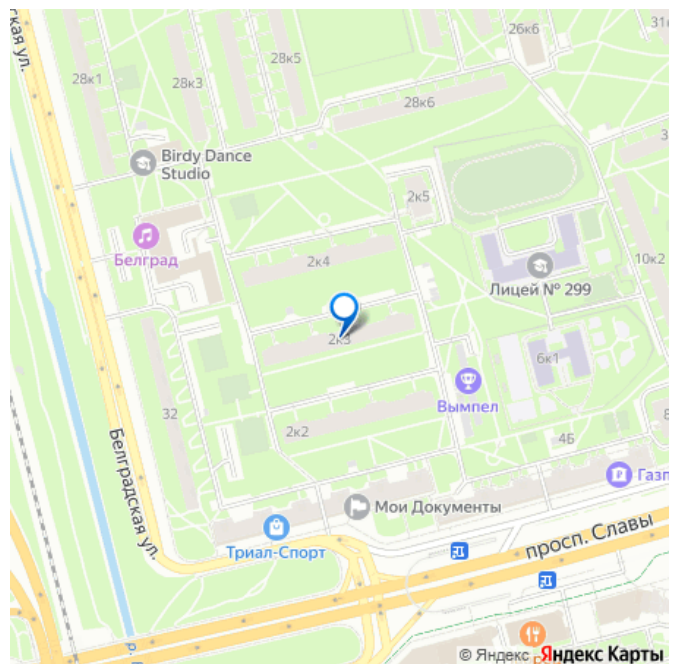 26к6
31к
28к5
28к1
28к3
28к6
Birdy Dance
Studio
2к5
Белград
2к4
10к2
Лицей № 299
2к3
6к1
32
Вымпел
2к2
4Б
Белградская ул.
Мои Документы
Триал-Спорт
просп. Славы
© Яндекс Яндекс Карты